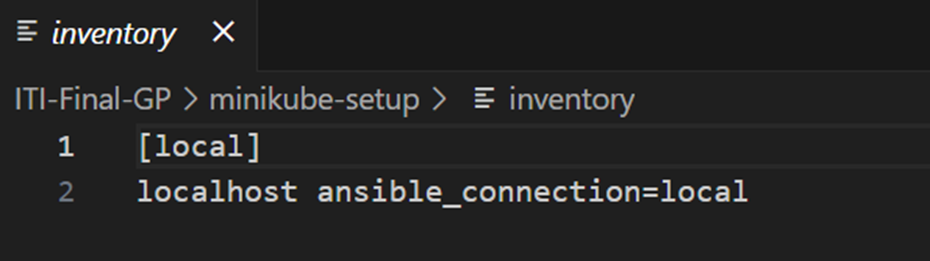 inventory
ITI-Final-GP > minikube-setup > inventory
1 [local]
2 localhost ansible_connection=local